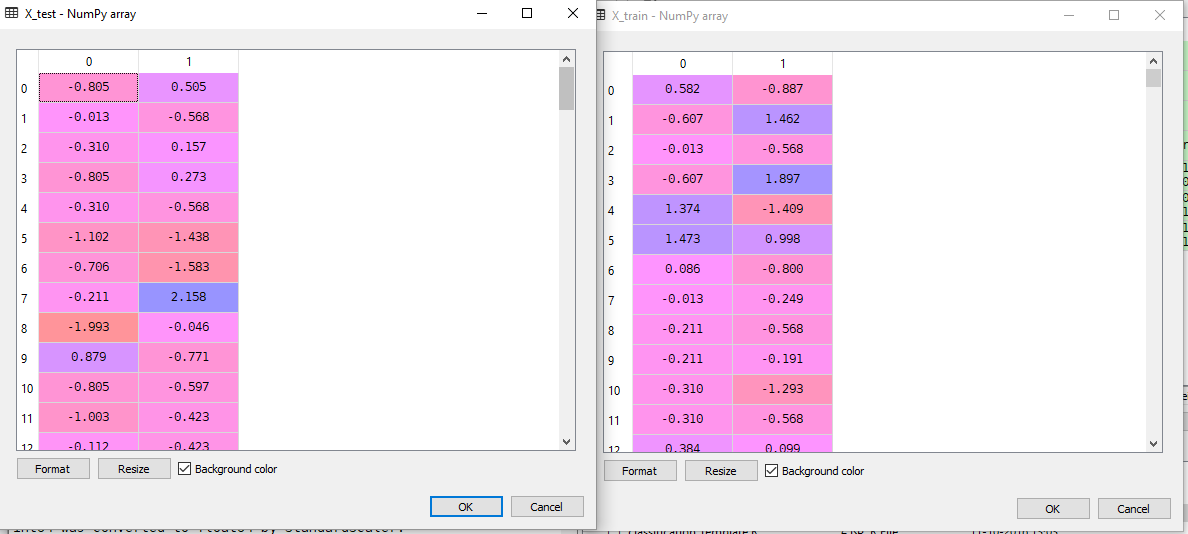 X_test - NumPy array
0 1
0 -0.805 0.505
1 -0.013 -0.568
2 -0.310 0.157
3 -0.805 0.273
4 -0.310 -0.568
5 -1.102 -1.438
6 -0.706 -1.583
7 -0.211 2.158
8 -1.993 -0.046
9 0.879 -0.771
10 -0.805 -0.597
11 -1.003 -0.423
12 -0.112 -0.423
Format Resize Background color
OK Cancel
X_train - NumPy array
0 1
0 0.582 -0.887
1 -0.607 1.462
2 -0.013 -0.568
3 -0.607 1.897
4 1.374 -1.409
5 1.473 0.998
6 0.086 -0.800
7 -0.013 -0.249
8 -0.211 -0.568
9 -0.211 -0.191
10 -0.310 -1.293
11 -0.310 -0.568
12 0.384 0.099
Format Resize Background color
OK Cancel